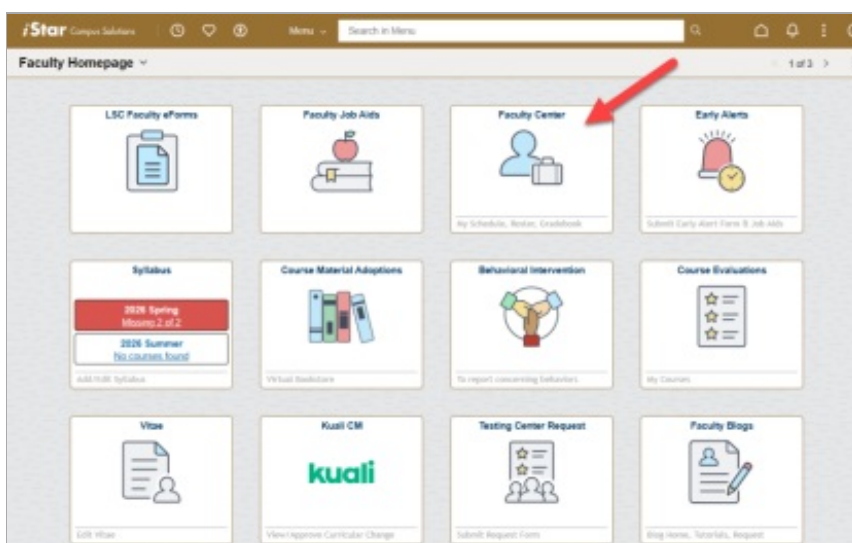 iStar Campus Solutions Menu Search in Menu
Faculty Homepage 1 of 3
LSC Faculty eForms
Faculty Job Aids
Faculty Center
My Schedule, Roster, Gradebook
Early Alerts
Submit Early Alert Form & Job Aids
Syllabus
2026 Spring
Missing 2 of 2
2026 Summer
No courses found
Add/Edit Syllabus
Course Material Adoptions
Virtual Bookstore
Behavioral Intervention
To report concerning behaviors.
Course Evaluations
My Courses
Vitae
Edit Vitae
Kuali CM
kuali
View/Approve Curricular Change
Testing Center Request
Submit Request Form
Faculty Blogs
Blog Home, Tutorials, Request